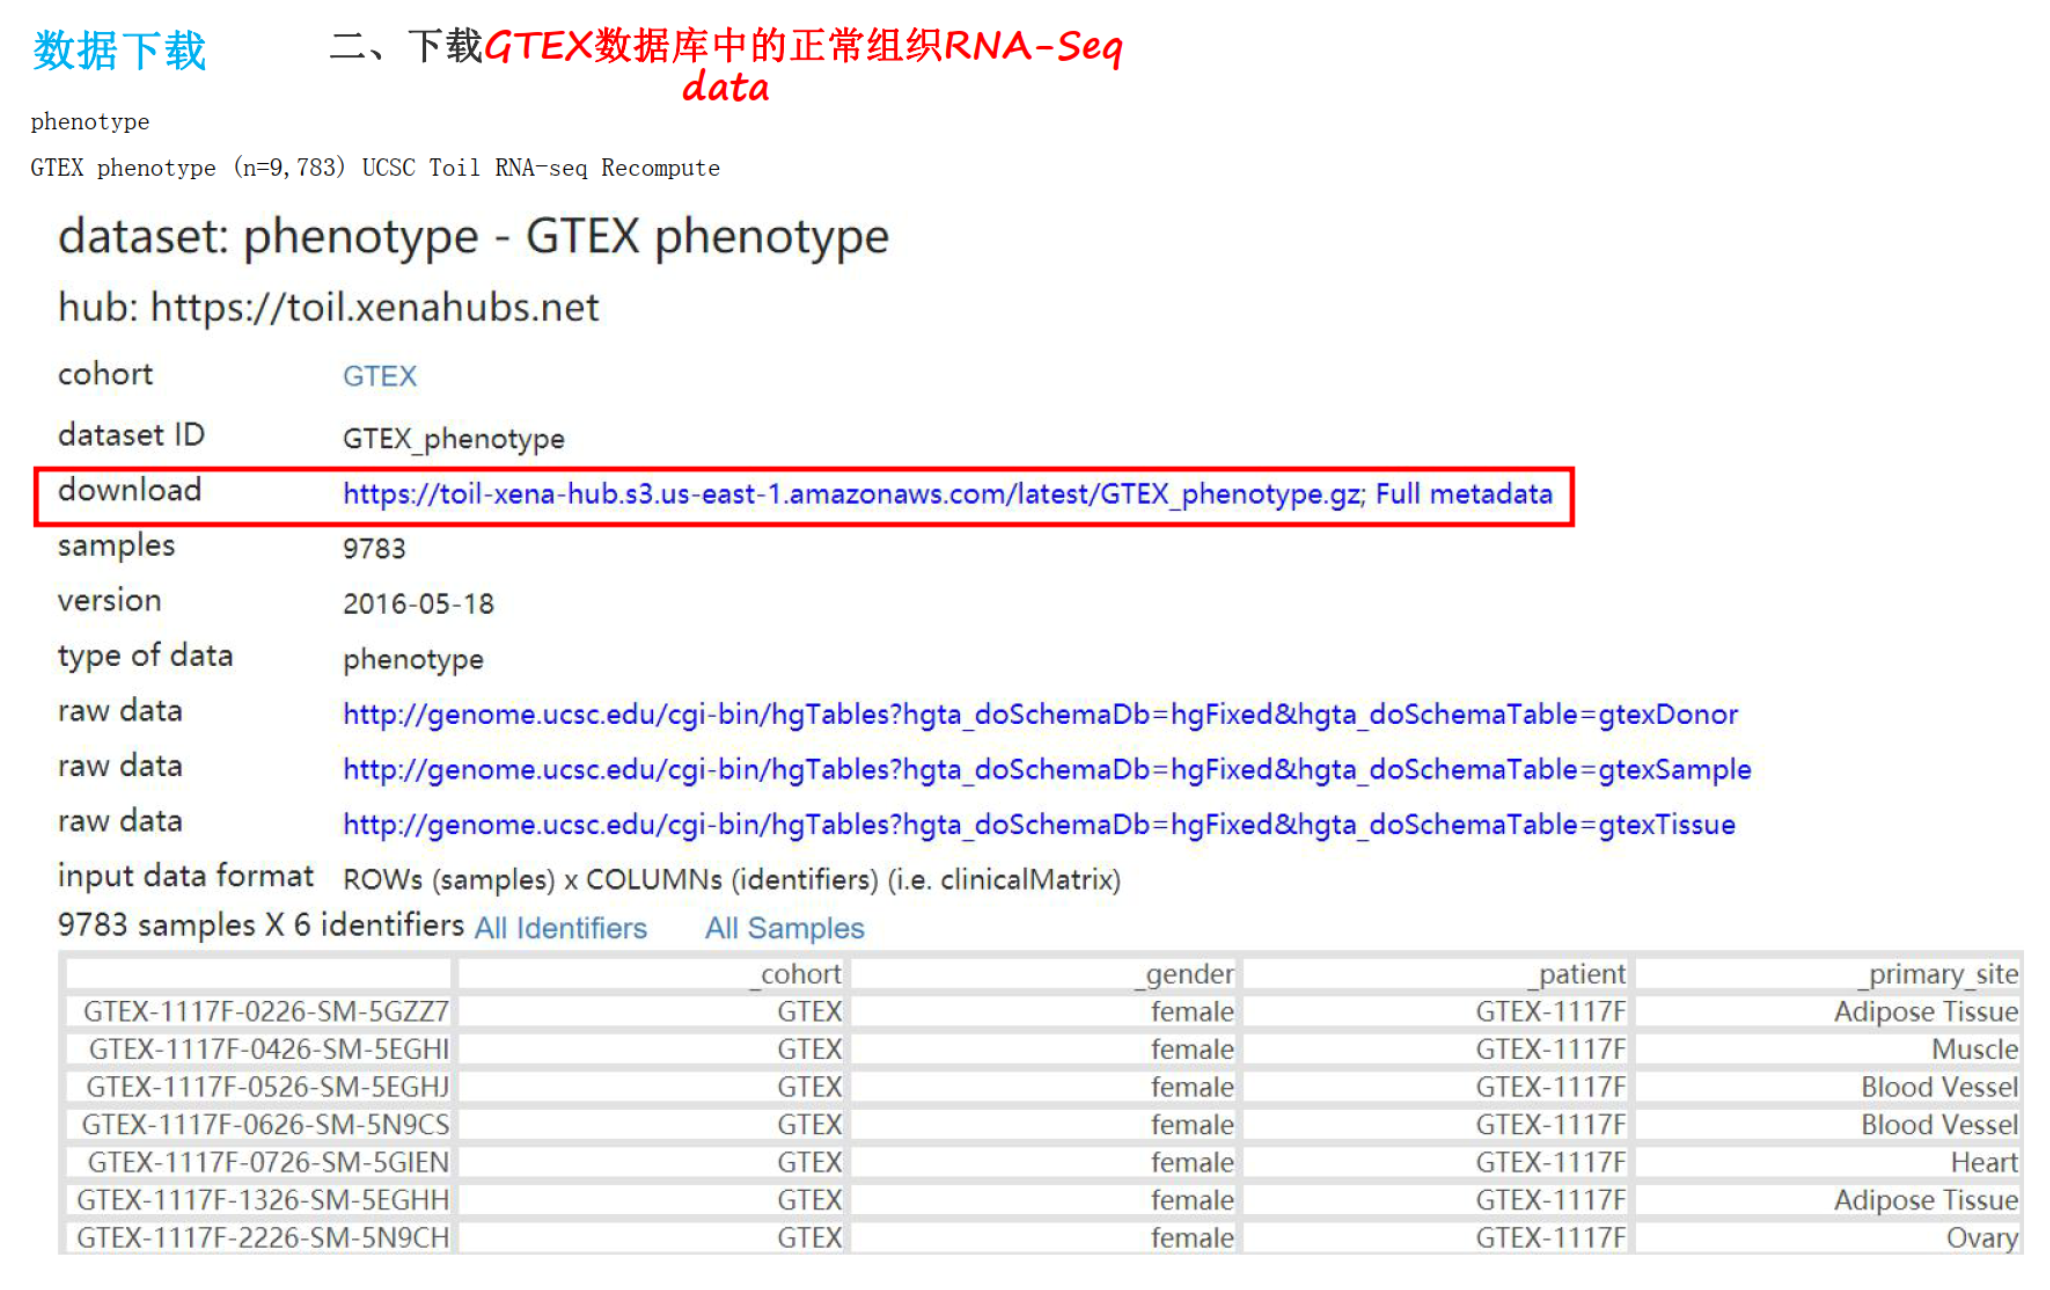 数据下载
二、下载GTEX数据库中的正常组织RNA-Seq
data
phenotype
GTEX phenotype (n=9,783) UCSC Toil RNA-seq Recompute
dataset: phenotype - GTEX phenotype
hub: https://toil.xenahubs.net
cohort GTEX
dataset ID GTEX_phenotype
download https://toil-xena-hub.s3.us-east-1.amazonaws.com/latest/GTEX_phenotype.gz; Full metadata
samples 9783
version 2016-05-18
type of data phenotype
raw data http://genome.ucsc.edu/cgi-bin/hgTables?hgta_doSchemaDb=hgFixed&hgta_doSchemaTable=gtexDonor
raw data http://genome.ucsc.edu/cgi-bin/hgTables?hgta_doSchemaDb=hgFixed&hgta_doSchemaTable=gtexSample
raw data http://genome.ucsc.edu/cgi-bin/hgTables?hgta_doSchemaDb=hgFixed&hgta_doSchemaTable=gtexTissue
input data format ROWs (samples) x COLUMNs (identifiers) (i.e. clinicalMatrix)
9783 samples X 6 identifiers All Identifiers All Samples
_cohort _gender _patient _primary_site
GTEX-1117F-0226-SM-5GZZ7 GTEX female GTEX-1117F Adipose Tissue
GTEX-1117F-0426-SM-5EGHI GTEX female GTEX-1117F Muscle
GTEX-1117F-0526-SM-5EGHJ GTEX female GTEX-1117F Blood Vessel
GTEX-1117F-0626-SM-5N9CS GTEX female GTEX-1117F Blood Vessel
GTEX-1117F-0726-SM-5GIEN GTEX female GTEX-1117F Heart
GTEX-1117F-1326-SM-5EGHH GTEX female GTEX-1117F Adipose Tissue
GTEX-1117F-2226-SM-5N9CH GTEX female GTEX-1117F Ovary